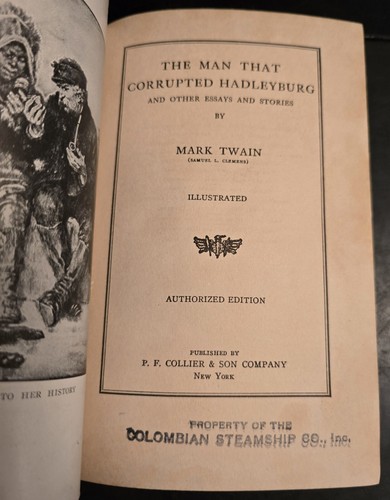 TO HER HISTORY
THE MAN THAT
CORRUPTED HADLEYBURG
AND OTHER ESSAYS AND STORIES
BY
MARK TWAIN
(SAMUEL L. CLEMENS)
ILLUSTRATED
AUTHORIZED EDITION
PUBLISHED BY
P. F. COLLIER & SON COMPANY
NEW YORK
PROPERTY OF THE
COLOMBIAN STEAMSHIP CO., Inc.